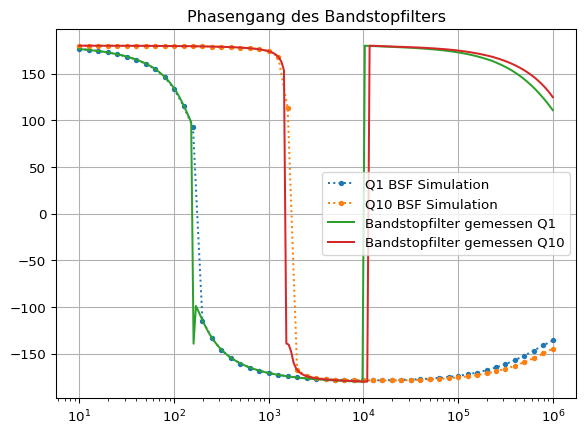 Phasengang des Bandstopfilters
150
100
50
0
−50
−100
−150
Q1 BSF Simulation
Q10 BSF Simulation
Bandstopfilter gemessen Q1
Bandstopfilter gemessen Q10
10¹ 10² 10³ 10⁴ 10⁵ 10⁶